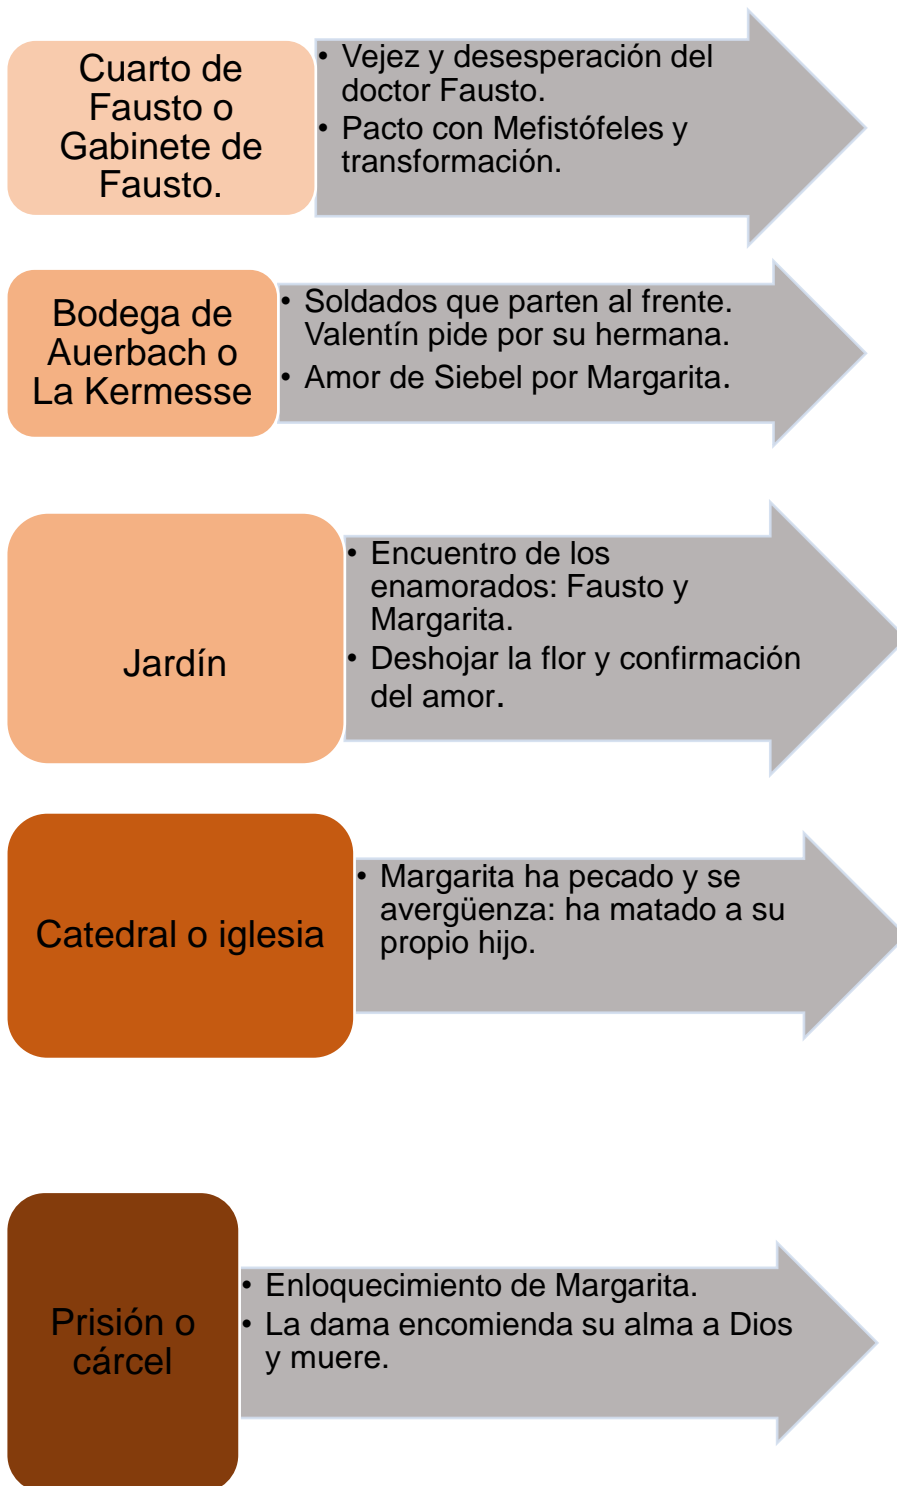 Cuarto de
Fausto o
Gabinete de
Fausto.
• Vejez y desesperación del
doctor Fausto.
• Pacto con Mefistófeles y
transformación.
Bodega de
Auerbach o
La Kermesse
• Soldados que parten al frente.
Valentín pide por su hermana.
• Amor de Siebel por Margarita.
Jardín
• Encuentro de los
enamorados: Fausto y
Margarita.
• Deshojar la flor y confirmación
del amor.
Catedral o iglesia
• Margarita ha pecado y se
avergüenza: ha matado a su
propio hijo.
Prisión o
cárcel
• Enloquecimiento de Margarita.
• La dama encomienda su alma a Dios
y muere.